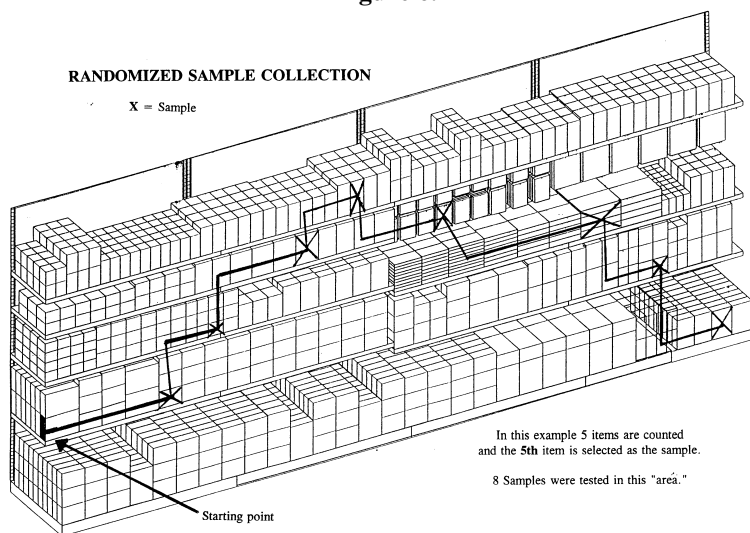 RANDOMIZED SAMPLE COLLECTION
X = Sample
In this example 5 items are counted
and the 5th item is selected as the sample.
8 Samples were tested in this "area."
Starting point